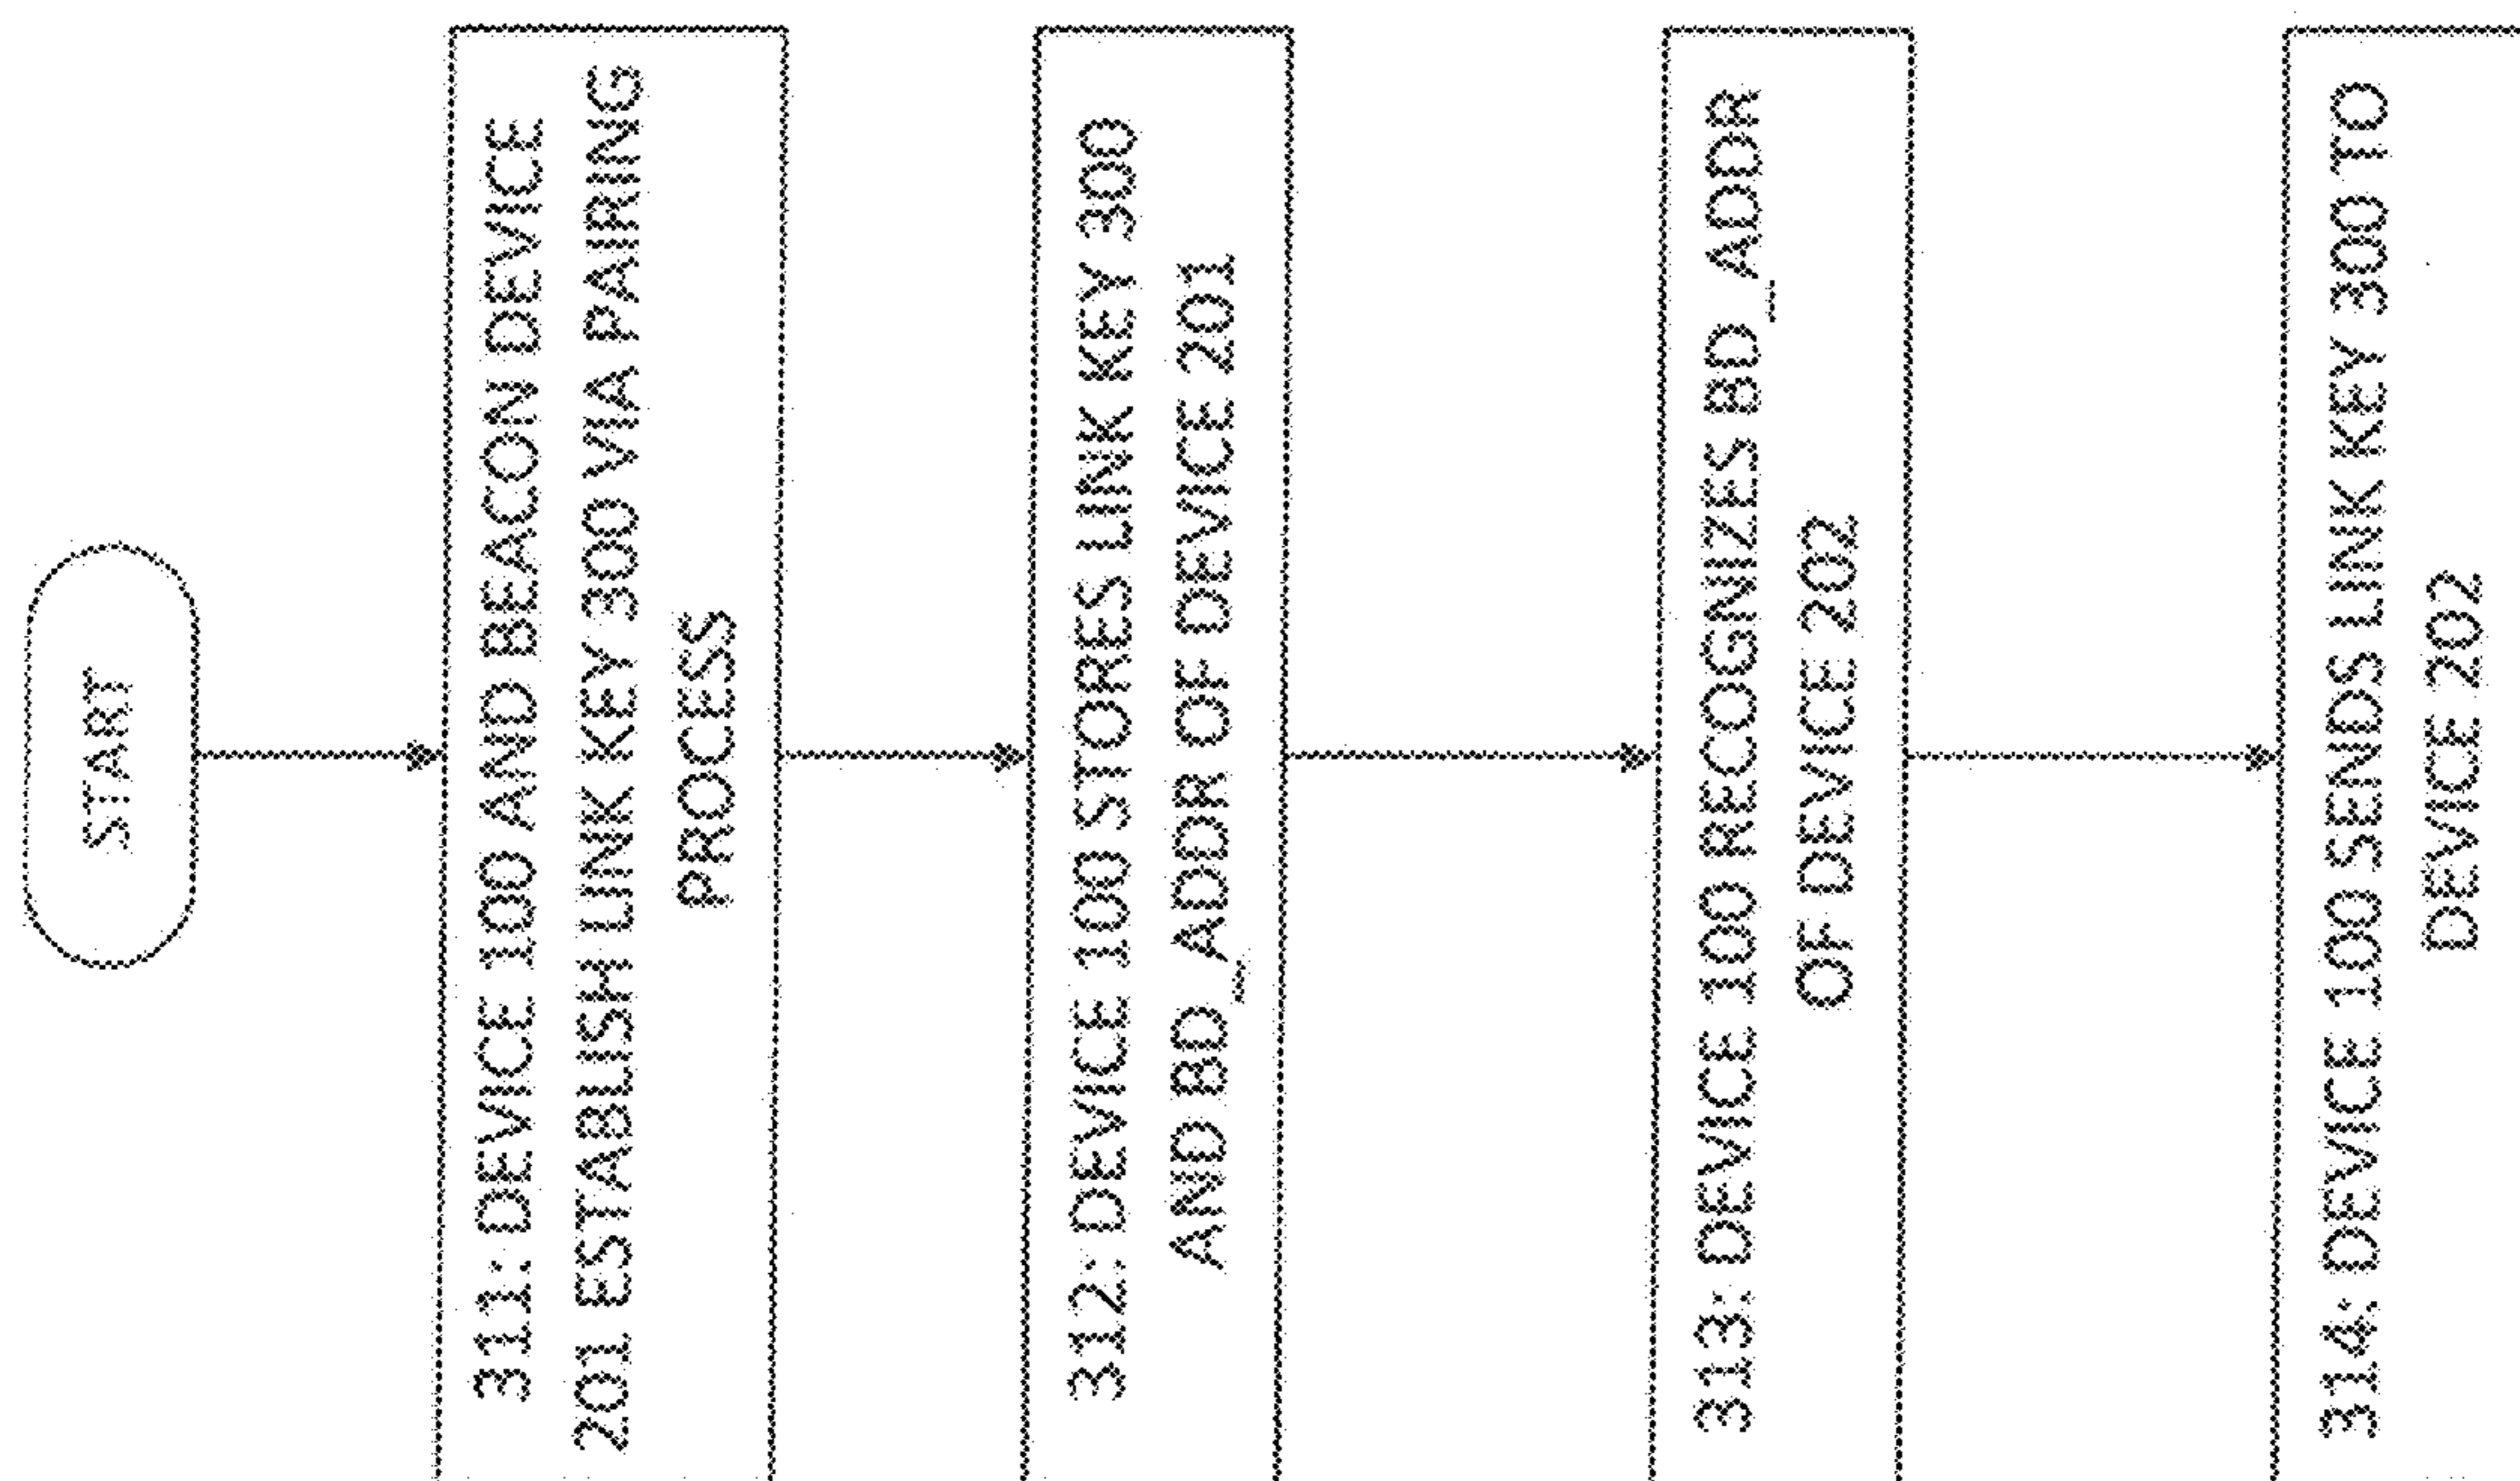 START
311: DEVICE 100 AND BEACON DEVICE
201 ESTABLISH LINK KEY 300 VIA PAIRING
PROCESS
312: DEVICE 100 STORES LINK KEY 300
AND BD_ADDR OF DEVICE 201
313: DEVICE 100 RECOGNIZES BD_ADDR
OF DEVICE 202
314: DEVICE 100 SENDS LINK KEY 300 TO
DEVICE 202